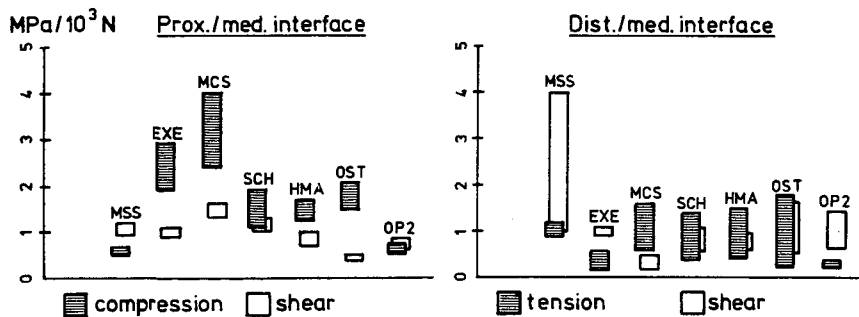 MPa/10³ N Prox./med. interface
5
4
3
2
1
0
MSS
EXE
MCS
SCH
HMA
OST
OP2
compression shear
Dist./med. interface
5
4
3
2
1
0
MSS
EXE
MCS
SCH
HMA
OST
OP2
tension shear